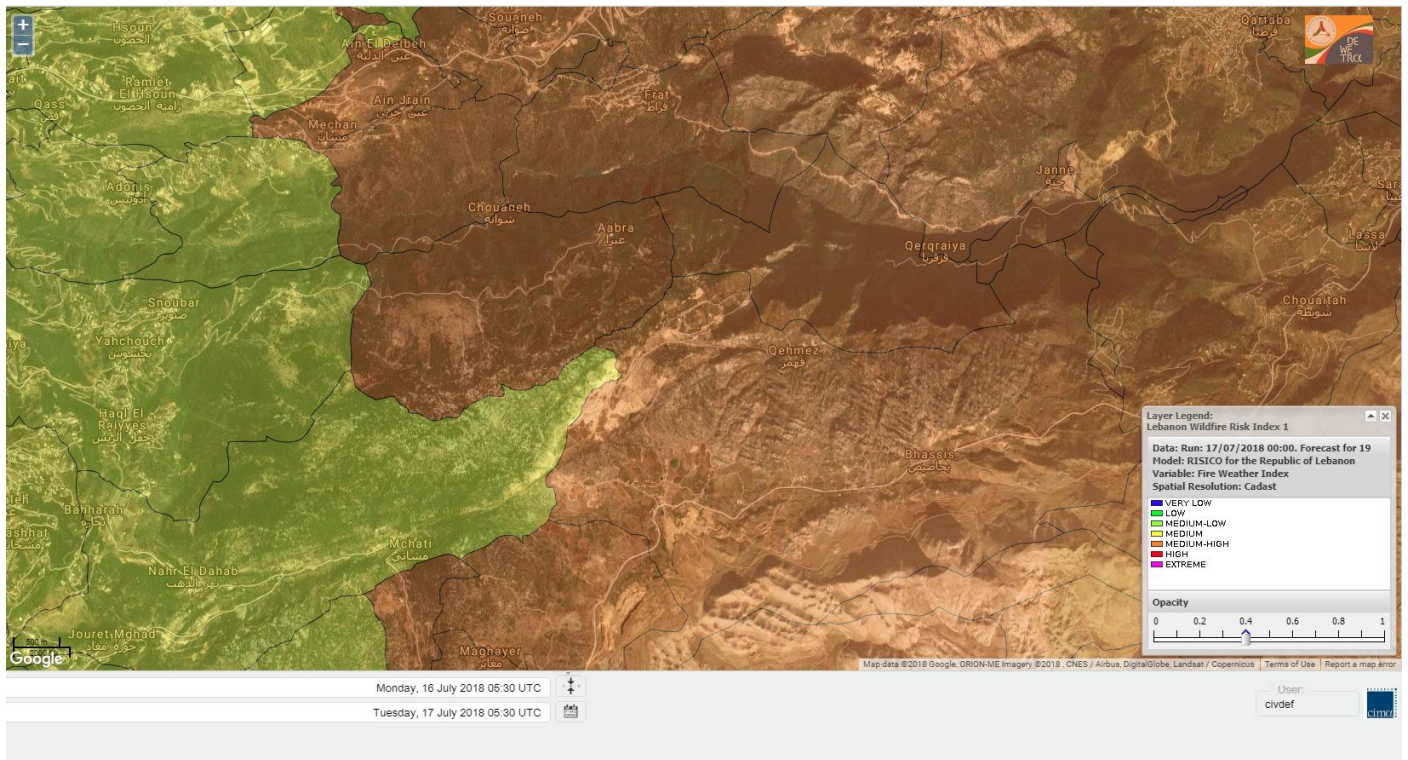 +
−
Hsoun
الحصون
Souaneh
صوانة
Qartaba
قرطبا
DE
WE
TRα
Ain El Delbeh
عين الدلبة
Ramlet
El Hsoun
رامية الحصون
Qass
Ain Jrain
عين جرين
Frat
فراط
Mechan
مشان
Janne
جنة
Adonis
أدونيس
Chouaneh
شوانة
Aabra
عبرا
Lassa
لاسا
Qerqraiya
قرقريا
Snoubar
صنوبر
Chouaitah
شويطة
Yahchouch
يحشوش
Qehmez
قهمز
Haql El
Raiyyes
حقل الريس
Bhassis
بحاصيص
Bahharah
بحارة
ashhat
Mchati
مشاتي
Nahr El Dahab
نهر الذهب
Jouret Mghad
جورة معاد
Maghayer
مغاير
Google
Layer Legend:
Lebanon Wildfire Risk Index 1
Data: Run: 17/07/2018 00:00. Forecast for 19
Model: RISICO for the Republic of Lebanon
Variable: Fire Weather Index
Spatial Resolution: Cadast
VERY LOW
LOW
MEDIUM-LOW
MEDIUM
MEDIUM-HIGH
HIGH
EXTREME
Opacity
0 0.2 0.4 0.6 0.8 1
Map data ©2018 Google, ORION-ME Imagery ©2018 , CNES / Airbus, DigitalGlobe, Landsat / Copernicus Terms of Use Report a map error
Monday, 16 July 2018 05:30 UTC
Tuesday, 17 July 2018 05:30 UTC
User:
civdef
cima